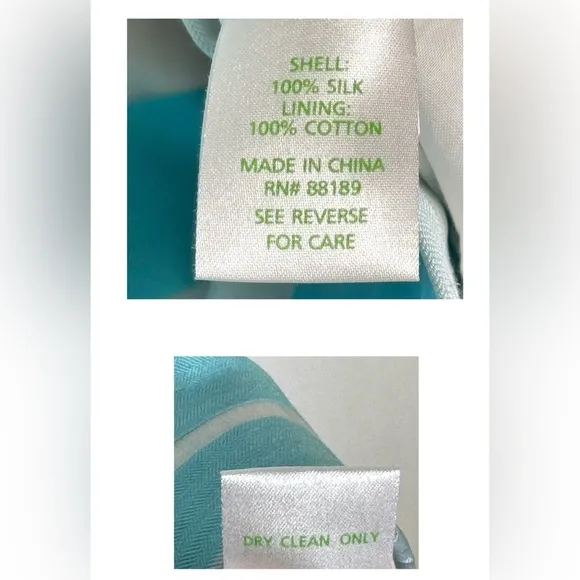 SHELL:
100% SILK
LINING:
100% COTTON
MADE IN CHINA
RN# 88189
SEE REVERSE
FOR CARE
DRY CLEAN ONLY